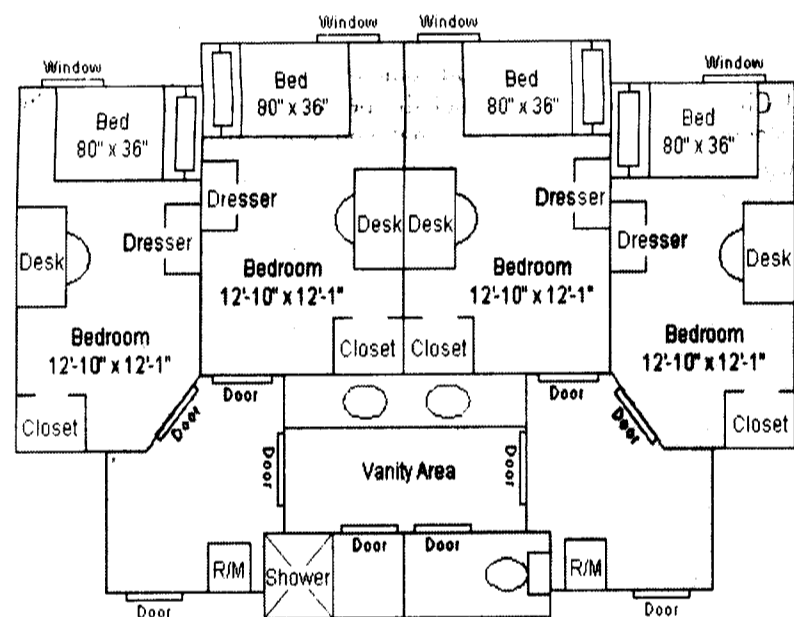 Window
Window
Window
Window
Bed
80" x 36"
Bed
80" x 36"
Bed
80" x 36"
Bed
80" x 36"
Dresser
Dresser
Dresser
Dresser
Desk
Desk
Desk
Desk
Bedroom
12'-10" x 12'-1"
Bedroom
12'-10" x 12'-1"
Bedroom
12'-10" x 12'-1"
Bedroom
12'-10" x 12'-1"
Closet
Closet
Closet
Closet
Door
Door
Door
Door
Door
Vanity Area
Door
Door
Door
R/M
Shower
R/M
Door
Door